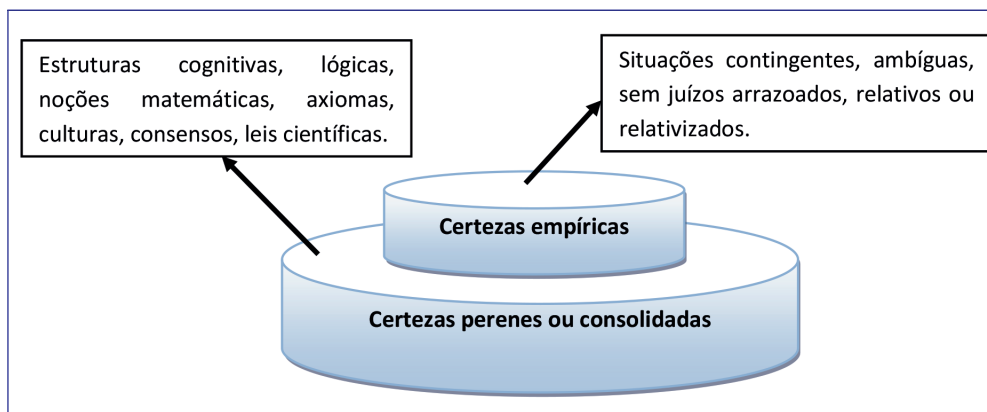 Estruturas cognitivas, lógicas,
noções matemáticas, axiomas,
culturas, consensos, leis científicas.
Situações contingentes, ambíguas,
sem juízos arrazoados, relativos ou
relativizados.
Certezas empíricas
Certezas perenes ou consolidadas